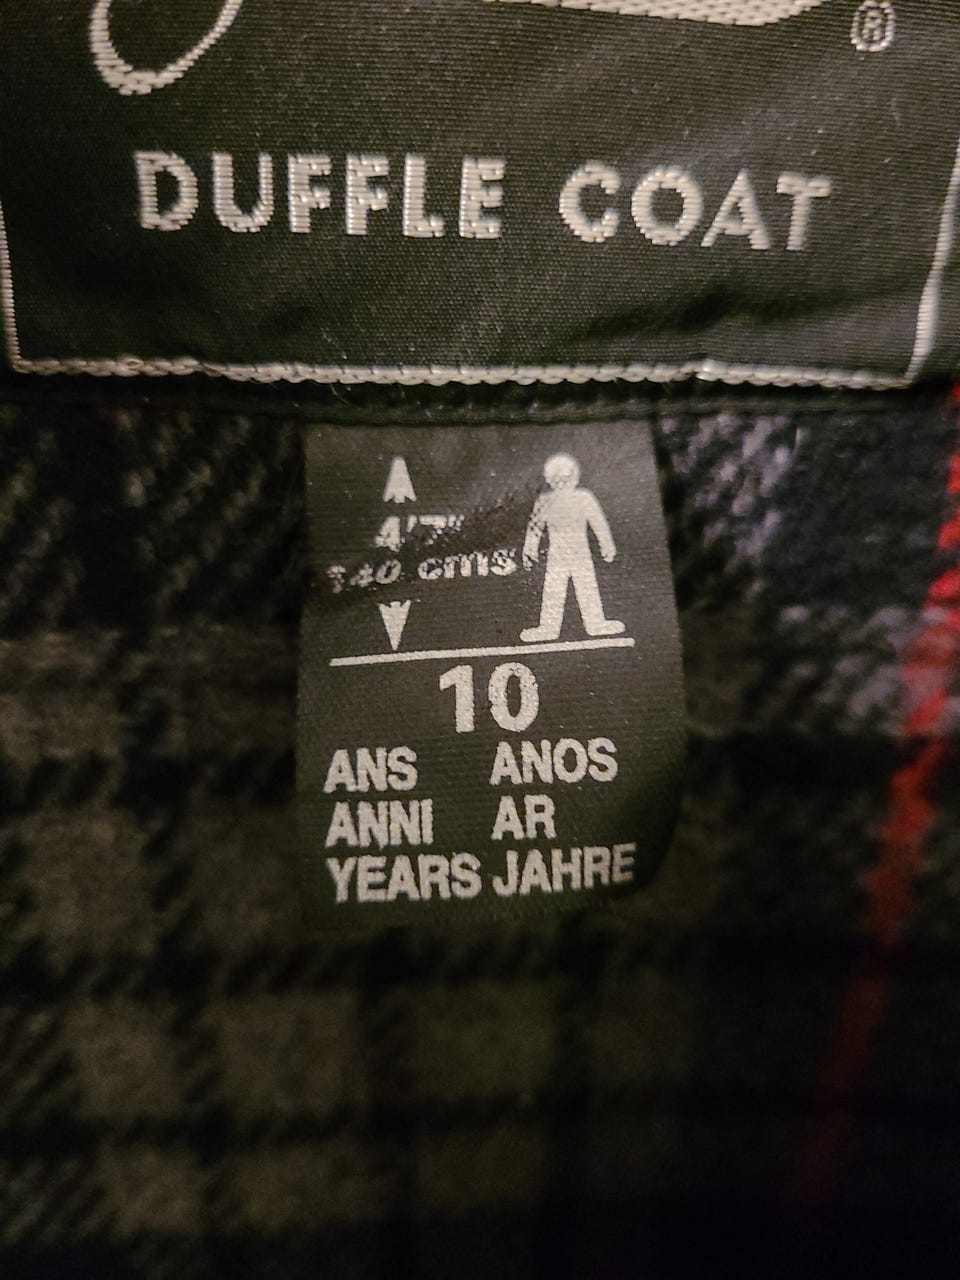 ®
DUFFLE COAT
4'7"
140 cms
10
ANS ANOS
ANNI AR
YEARS JAHRE